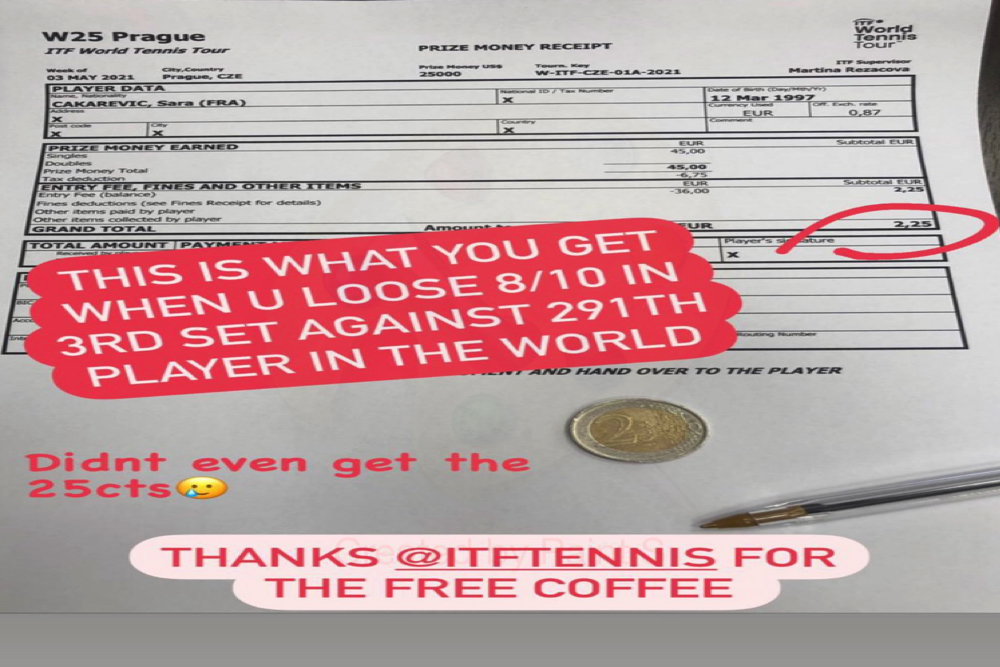 W25 Prague
ITF World Tennis Tour
PRIZE MONEY RECEIPT
ITF
World
Tennis
Tour
Week of City,Country Prize Money US$ Tourn. Key ITF Supervisor
03 MAY 2021 Prague, CZE 25000 W-ITF-CZE-01A-2021 Martina Rezacova
PLAYER DATA
Name, Nationality National ID / Tax Number Date of Birth (Day/Mth/Yr)
CAKAREVIC, Sara (FRA) X 12 Mar 1997
Address Currency Used Off. Exch. rate
X EUR 0,87
Post code City Country Comment
X X X
PRIZE MONEY EARNED EUR Subtotal EUR
Singles 45,00
Doubles
Prize Money Total 45,00
Tax deduction -6,75
ENTRY FEE, FINES AND OTHER ITEMS EUR Subtotal EUR
Entry Fee (balance) -36,00 2,25
Fines deductions (see Fines Receipt for details)
Other items paid by player
Other items collected by player
GRAND TOTAL Amount EUR 2,25
TOTAL AMOUNT PAYMENT
Player's signature
X
THIS IS WHAT YOU GET
WHEN U LOOSE 8/10 IN
3RD SET AGAINST 291TH
PLAYER IN THE WORLD
Routing Number
AND HAND OVER TO THE PLAYER
2
Didnt even get the
25cts🥲
THANKS @ITFTENNIS FOR
THE FREE COFFEE